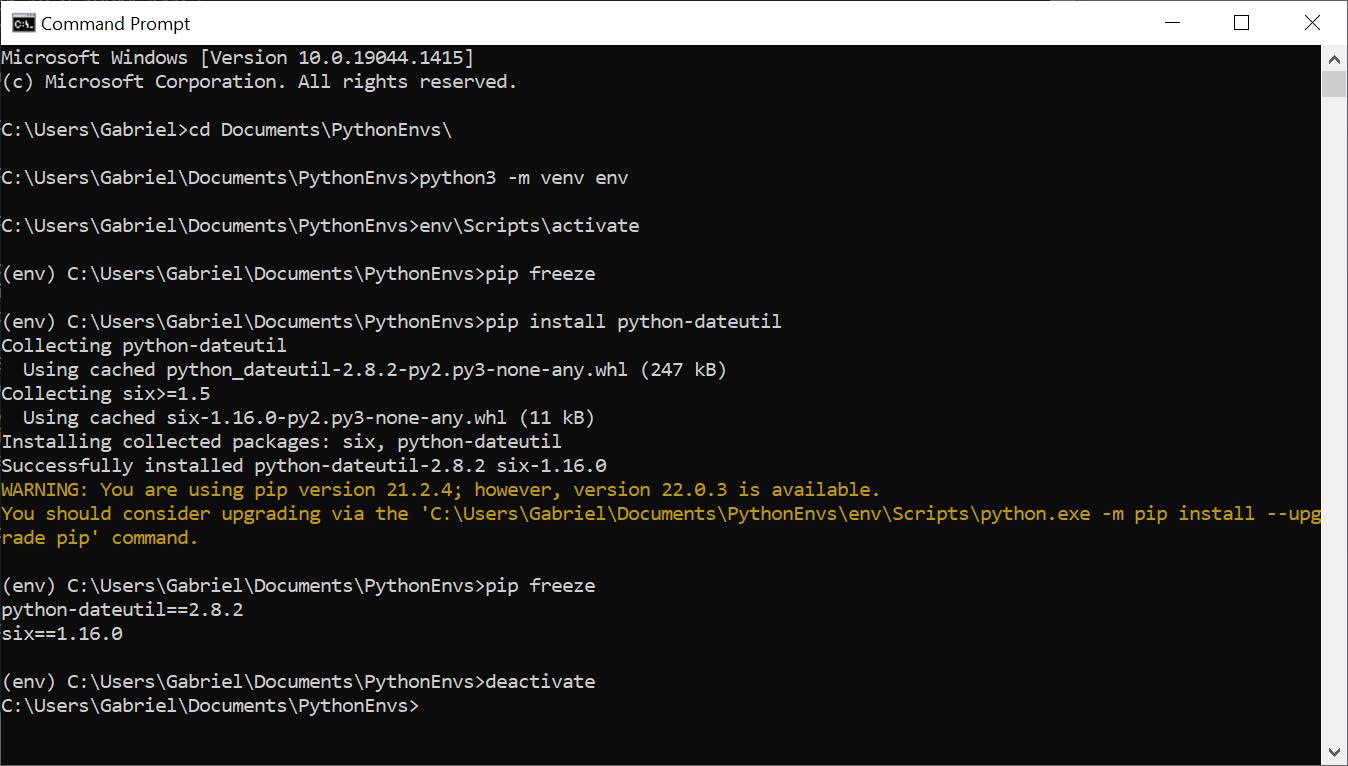 Command Prompt
Microsoft Windows [Version 10.0.19044.1415]
(c) Microsoft Corporation. All rights reserved.
C:\Users\Gabriel>cd Documents\PythonEnvs\
C:\Users\Gabriel\Documents\PythonEnvs>python3 -m venv env
C:\Users\Gabriel\Documents\PythonEnvs>env\Scripts\activate
(env) C:\Users\Gabriel\Documents\PythonEnvs>pip freeze
(env) C:\Users\Gabriel\Documents\PythonEnvs>pip install python-dateutil
Collecting python-dateutil
  Using cached python_dateutil-2.8.2-py2.py3-none-any.whl (247 kB)
Collecting six>=1.5
  Using cached six-1.16.0-py2.py3-none-any.whl (11 kB)
Installing collected packages: six, python-dateutil
Successfully installed python-dateutil-2.8.2 six-1.16.0
WARNING: You are using pip version 21.2.4; however, version 22.0.3 is available.
You should consider upgrading via the 'C:\Users\Gabriel\Documents\PythonEnvs\env\Scripts\python.exe -m pip install --upg
rade pip' command.
(env) C:\Users\Gabriel\Documents\PythonEnvs>pip freeze
python-dateutil==2.8.2
six==1.16.0
(env) C:\Users\Gabriel\Documents\PythonEnvs>deactivate
C:\Users\Gabriel\Documents\PythonEnvs>